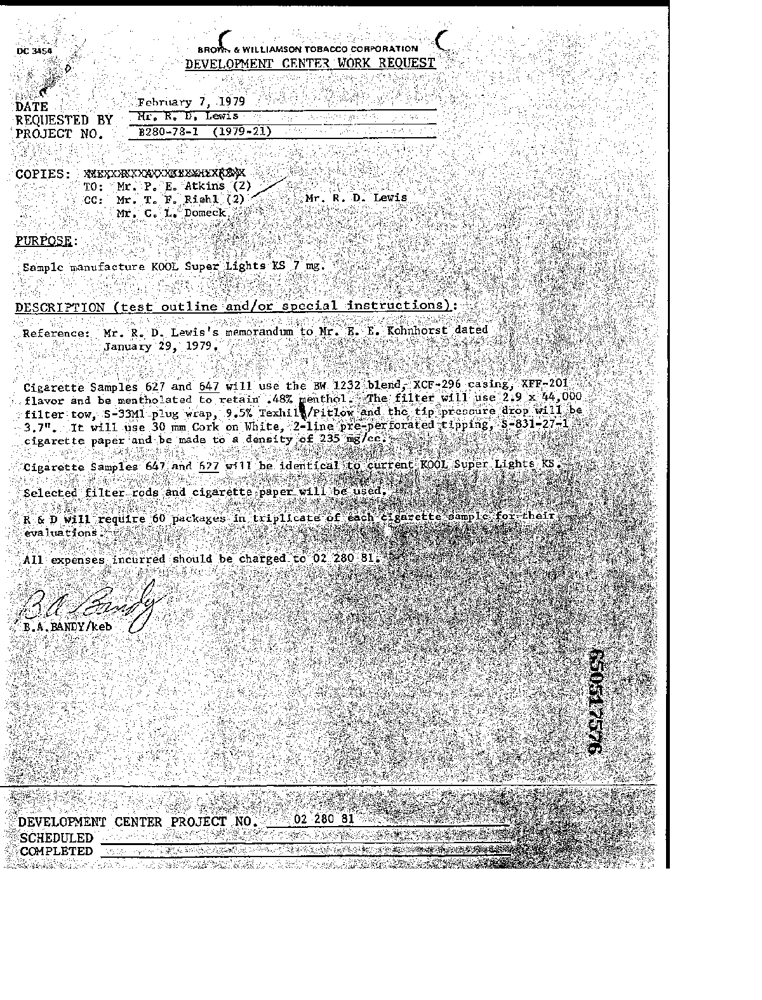 DC 3454
BROWN & WILLIAMSON TOBACCO CORPORATION
DEVELOPMENT CENTER WORK REQUEST
DATE February 7, 1979
REQUESTED BY Mr. R. D. Lewis
PROJECT NO. B280-78-1 (1979-21)
COPIES:
TO: Mr. P. E. Atkins (2)
CC: Mr. T. F. Riehl (2) Mr. R. D. Lewis
Mr. C. L. Domeck
PURPOSE:
Sample manufacture KOOL Super Lights KS 7 mg.
DESCRIPTION (test outline and/or special instructions):
Reference: Mr. R. D. Lewis's memorandum to Mr. E. E. Kohnhorst dated
January 29, 1979.
Cigarette Samples 627 and 647 will use the BW 1232 blend, XCF-296 casing, XFF-201
flavor and be mentholated to retain .48% menthol. The filter will use 2.9 x 44,000
filter tow, S-33M1 plug wrap, 9.5% Texhil/Pitlow and the tip pressure drop will be
3.7". It will use 30 mm Cork on White, 2-line pre-perforated tipping, S-831-27-1
cigarette paper and be made to a density of 235 mg/cc.
Cigarette Samples 647 and 627 will be identical to current KOOL Super Lights KS.
Selected filter rods and cigarette paper will be used.
R & D will require 60 packages in triplicate of each cigarette sample for their
evaluations.
All expenses incurred should be charged to 02 280 81.
B A Bandy
B.A.BANDY/keb
650517576
DEVELOPMENT CENTER PROJECT NO. 02 280 81
SCHEDULED
COMPLETED